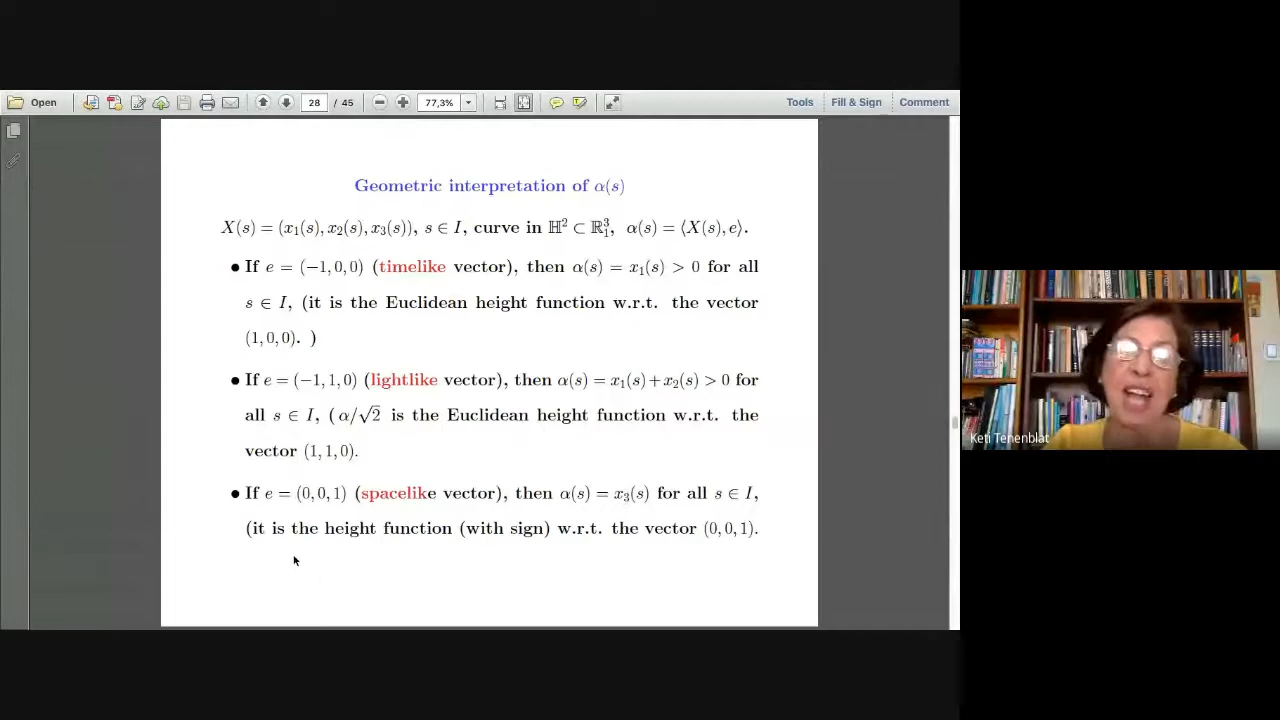 Open 28 / 45 77,3% Tools Fill & Sign Comment
Geometric interpretation of α(s)
X(s) = (x₁(s), x₂(s), x₃(s)), s ∈ I, curve in ℍ² ⊂ ℝ³₁, α(s) = ⟨X(s), e⟩.
● If e = (−1, 0, 0) (timelike vector), then α(s) = x₁(s) > 0 for all
s ∈ I, (it is the Euclidean height function w.r.t. the vector
(1, 0, 0). )
● If e = (−1, 1, 0) (lightlike vector), then α(s) = x₁(s)+x₂(s) > 0 for
all s ∈ I, ( α/√2 is the Euclidean height function w.r.t. the
vector (1, 1, 0).
● If e = (0, 0, 1) (spacelike vector), then α(s) = x₃(s) for all s ∈ I,
(it is the height function (with sign) w.r.t. the vector (0, 0, 1).
Keti Tenenblat